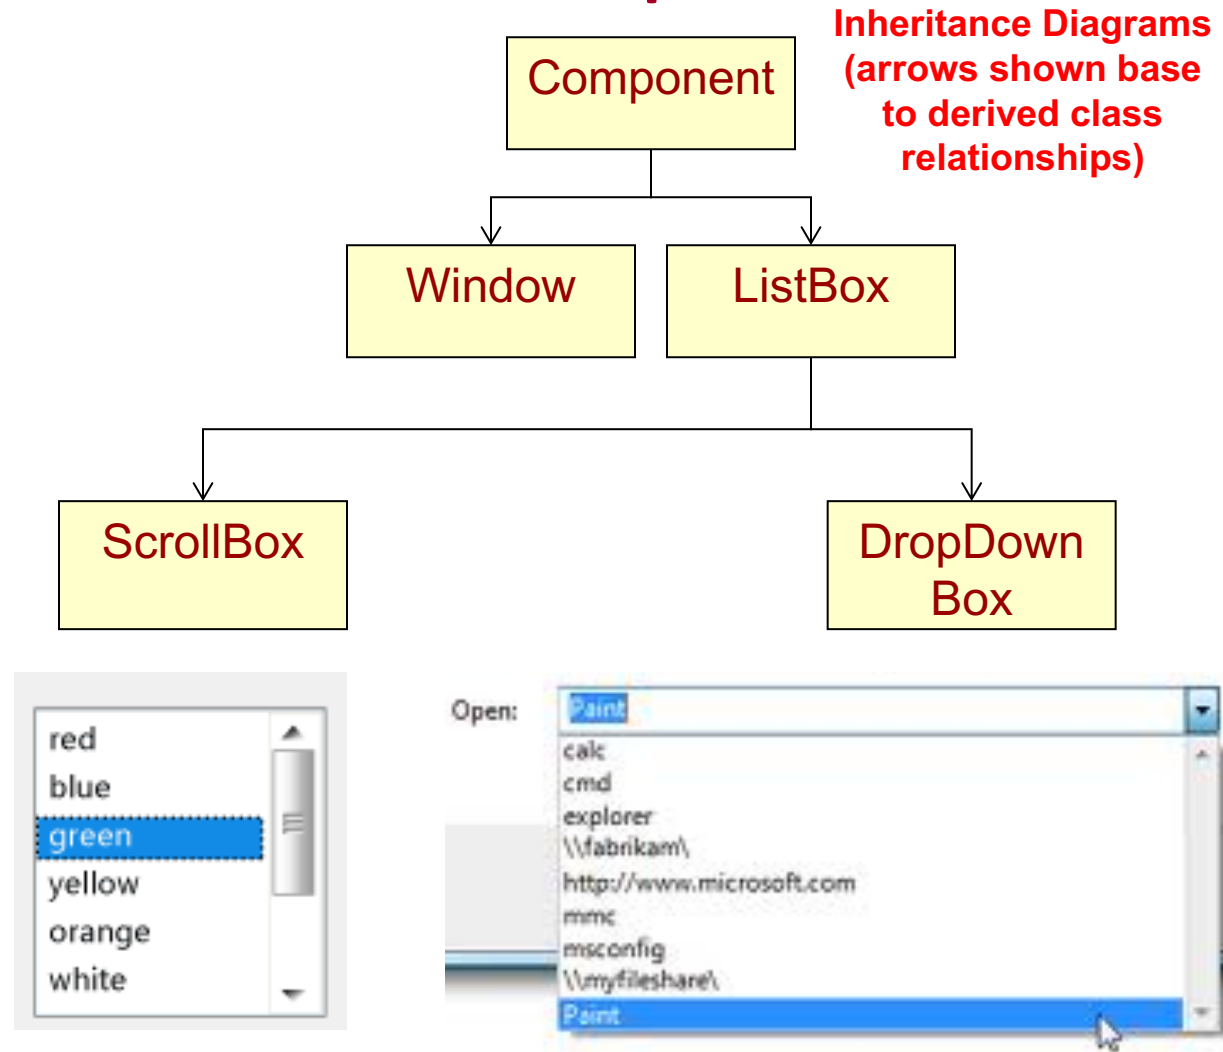 Inheritance Diagrams
(arrows shown base
to derived class
relationships)
Component
Window
ListBox
ScrollBox
DropDown
Box
red
blue
green
yellow
orange
white
Open:
Paint
calc
cmd
explorer
\\fabrikam\
http://www.microsoft.com
mmc
msconfig
\\myfileshare\
Paint